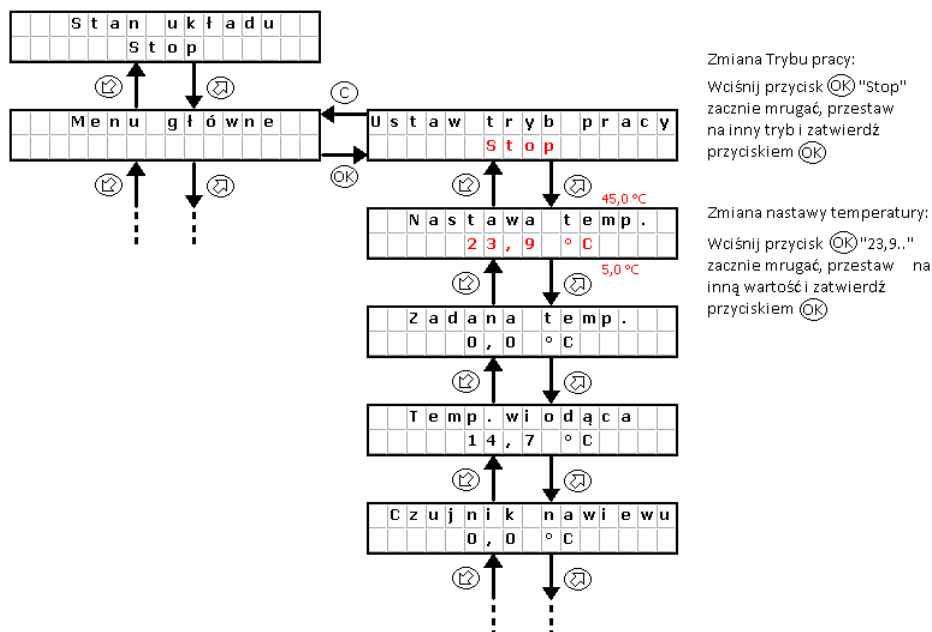 Stan układu
Stop
C
Menu główne
OK
Ustaw tryb pracy
Stop
45,0 °C
Nastawa temp.
23,9 °C
5,0 °C
Zadana temp.
0,0 °C
Temp. wiodąca
14,7 °C
Czujnik nawiewu
0,0 °C
Zmiana Trybu pracy:
Wciśnij przycisk OK "Stop"
zacznie mrugać, przestaw
na inny tryb i zatwierdź
przyciskiem OK
Zmiana nastawy temperatury:
Wciśnij przycisk OK "23,9.."
zacznie mrugać, przestaw na
inną wartość i zatwierdź
przyciskiem OK